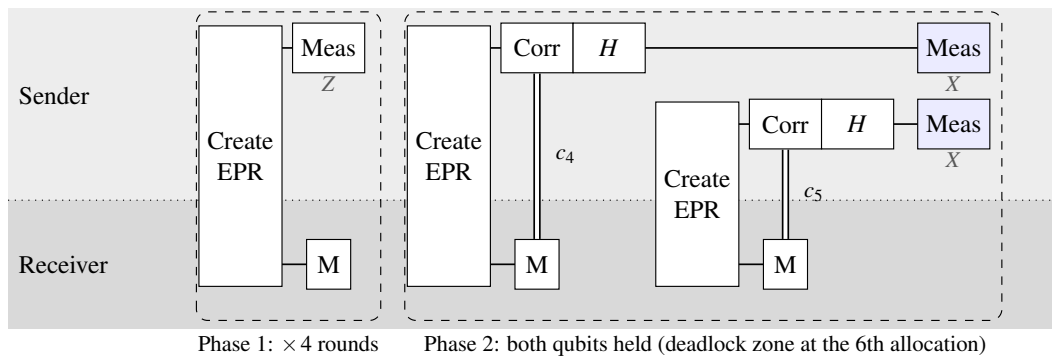 Sender
Receiver
Create
EPR
Meas
Z
M
Create
EPR
Corr
H
c4
M
Meas
X
Create
EPR
Corr
H
c5
M
Meas
X
Phase 1: ×4 rounds
Phase 2: both qubits held (deadlock zone at the 6th allocation)